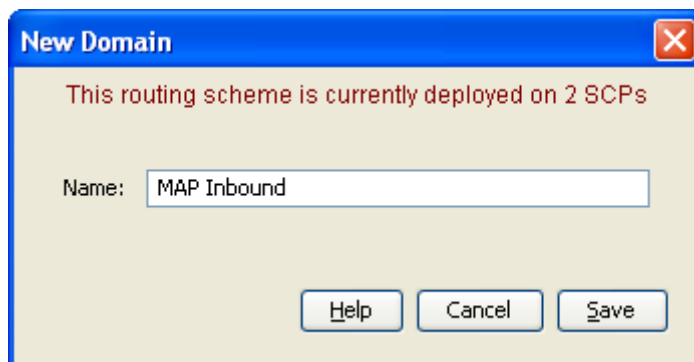 New Domain
This routing scheme is currently deployed on 2 SCPs
Name: MAP Inbound
Help Cancel Save